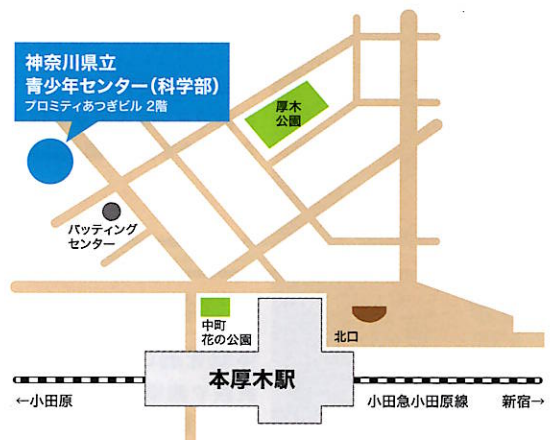 神奈川県立
青少年センター(科学部)
プロミティあつぎビル 2階
厚木
公園
バッティング
センター
中町
花の公園
北口
本厚木駅
←小田原
小田急小田原線
新宿→